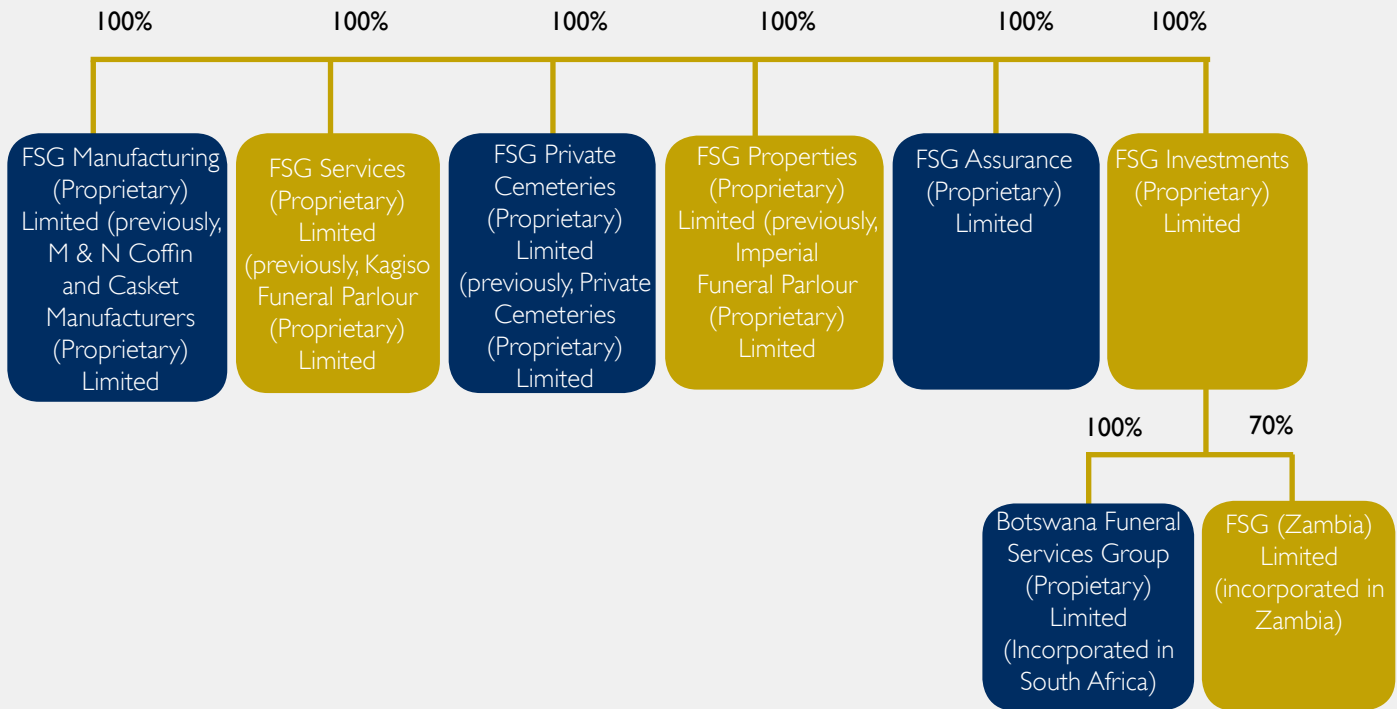 100%
100%
100%
100%
100%
100%
FSG Manufacturing
(Proprietary)
Limited (previously,
M & N Coffin
and Casket
Manufacturers
(Proprietary)
Limited
FSG Services
(Proprietary)
Limited
(previously, Kagiso
Funeral Parlour
(Proprietary)
Limited
FSG Private
Cemeteries
(Proprietary)
Limited
(previously, Private
Cemeteries
(Proprietary)
Limited
FSG Properties
(Proprietary)
Limited (previously,
Imperial
Funeral Parlour
(Proprietary)
Limited
FSG Assurance
(Proprietary)
Limited
FSG Investments
(Proprietary)
Limited
100%
70%
Botswana Funeral
Services Group
(Propietary)
Limited
(Incorporated in
South Africa)
FSG (Zambia)
Limited
(incorporated in
Zambia)